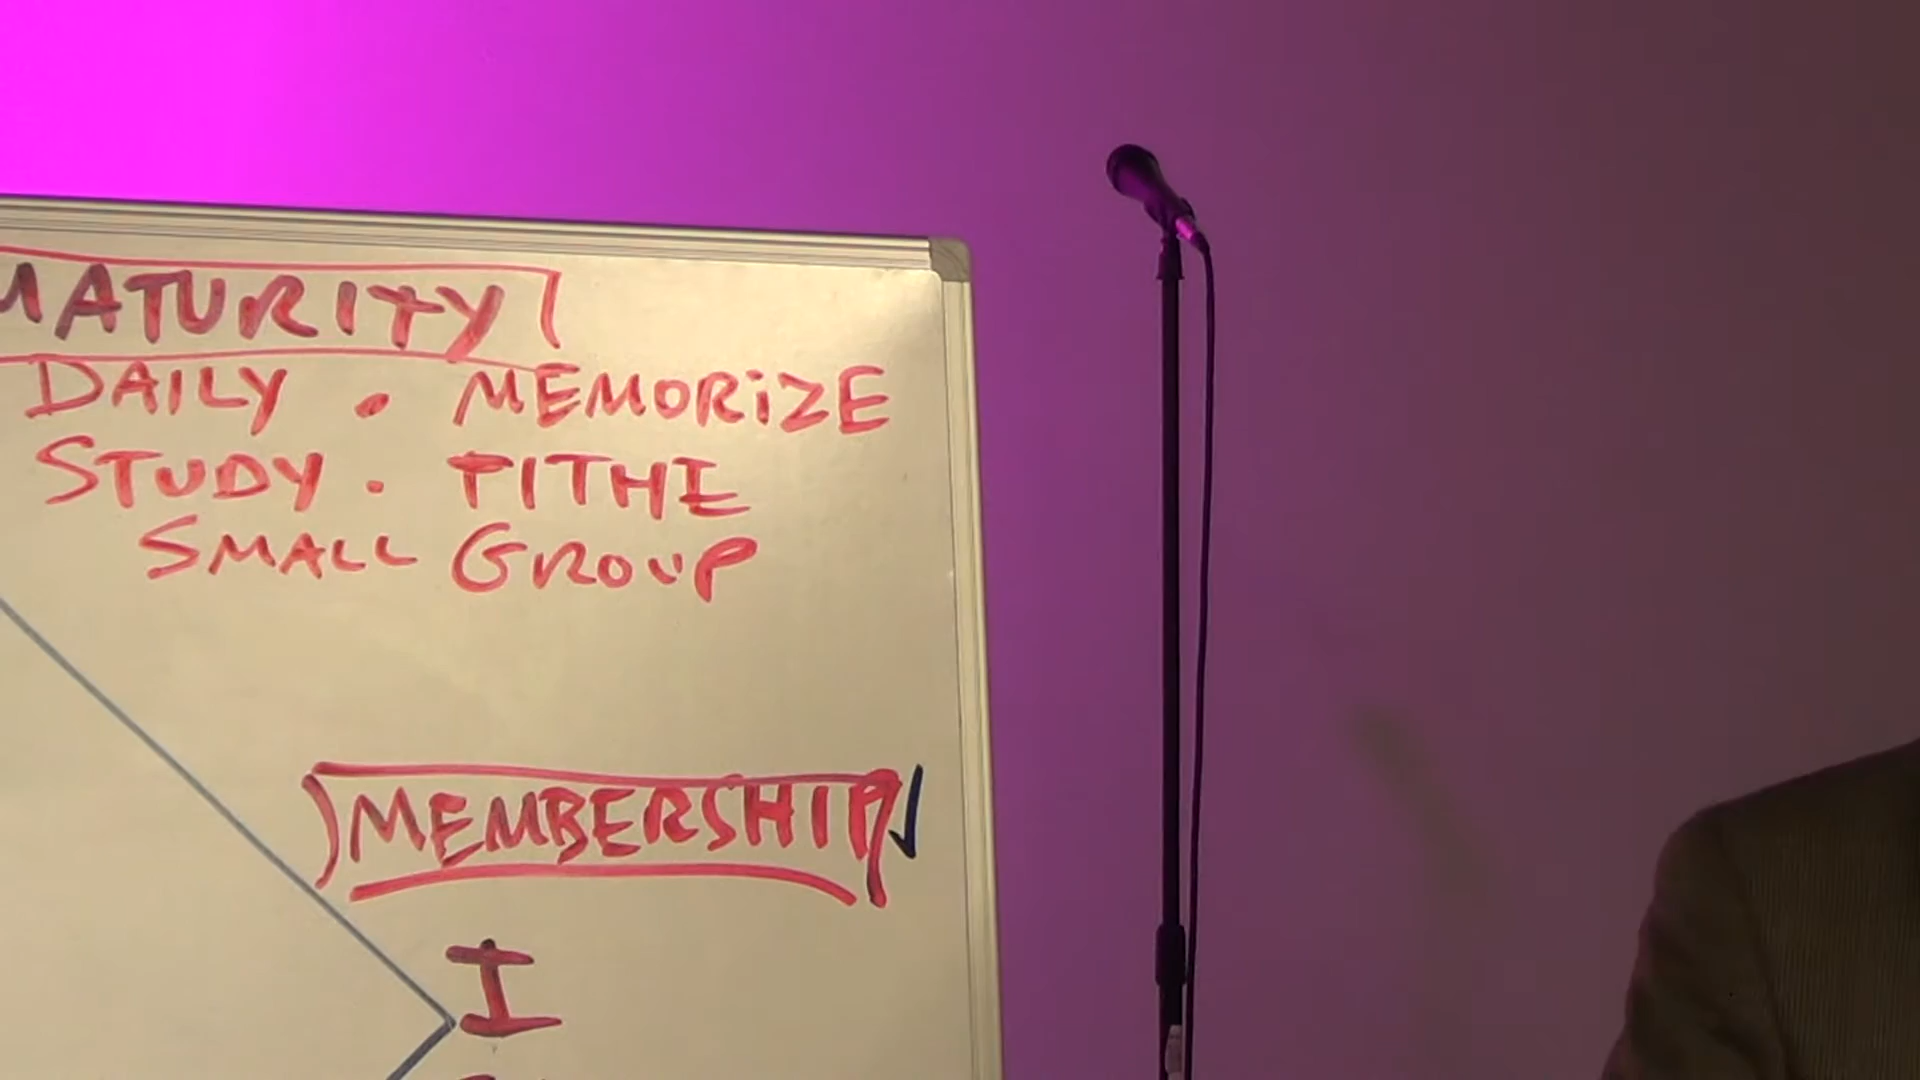 MATURITY
DAILY . MEMORiZE
STUDY . TITHE
SMALL GROUP
MEMBERSHIP ✓
I